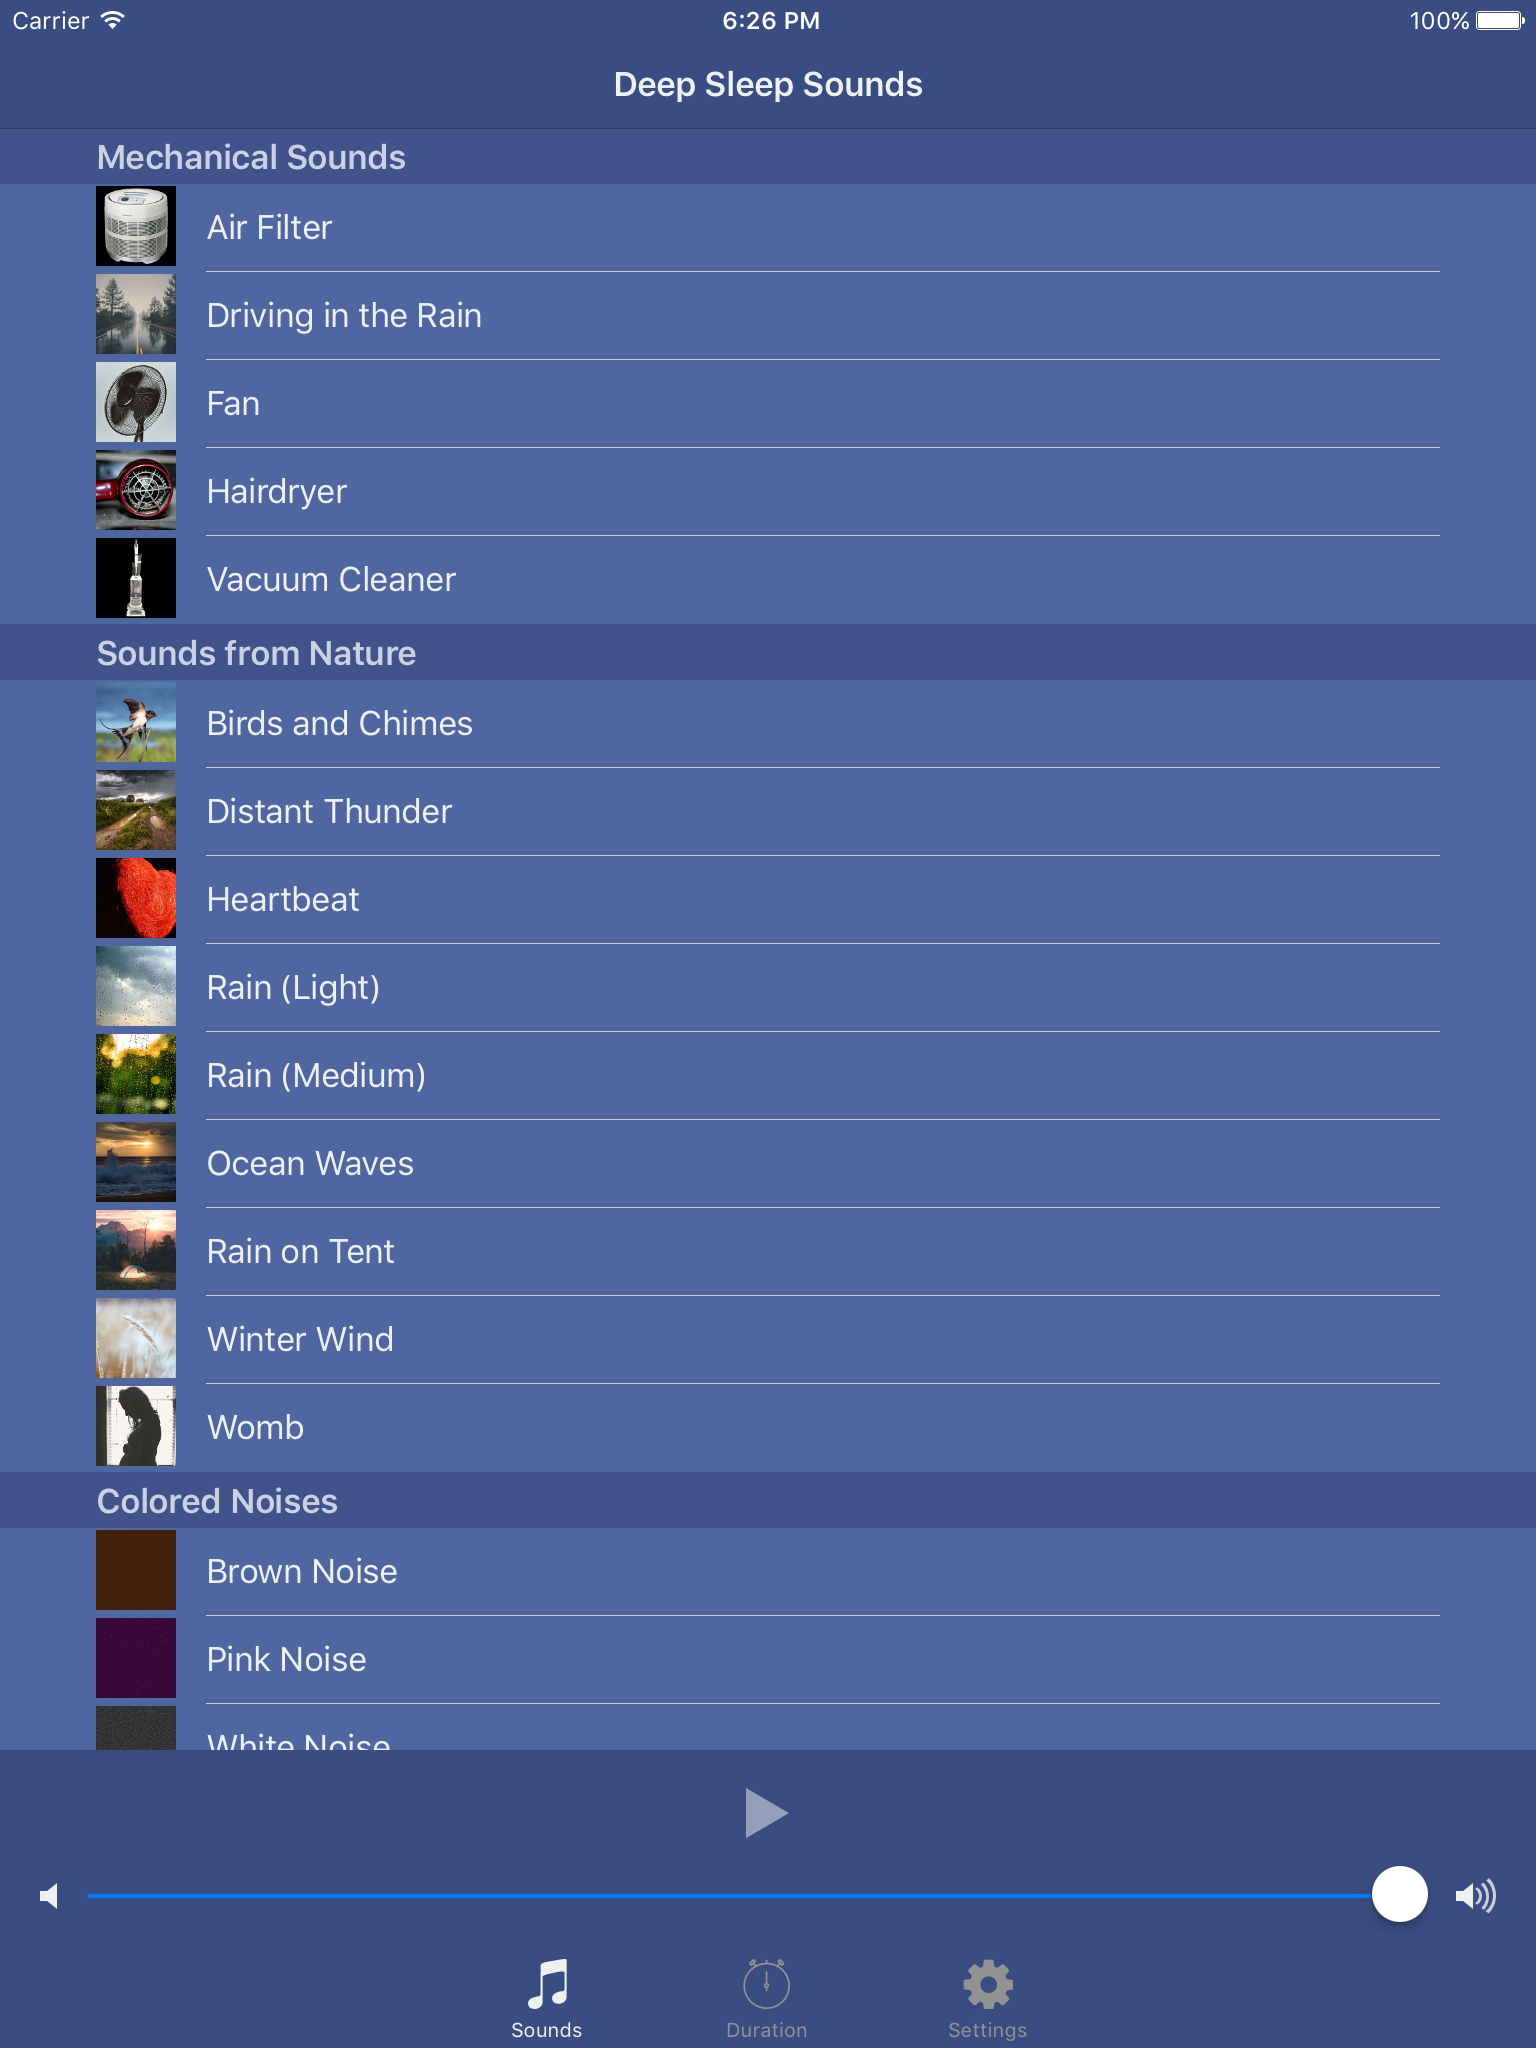 Carrier 6:26 PM 100%
Deep Sleep Sounds
Mechanical Sounds
Air Filter
Driving in the Rain
Fan
Hairdryer
Vacuum Cleaner
Sounds from Nature
Birds and Chimes
Distant Thunder
Heartbeat
Rain (Light)
Rain (Medium)
Ocean Waves
Rain on Tent
Winter Wind
Womb
Colored Noises
Brown Noise
Pink Noise
White Noise
Sounds Duration Settings